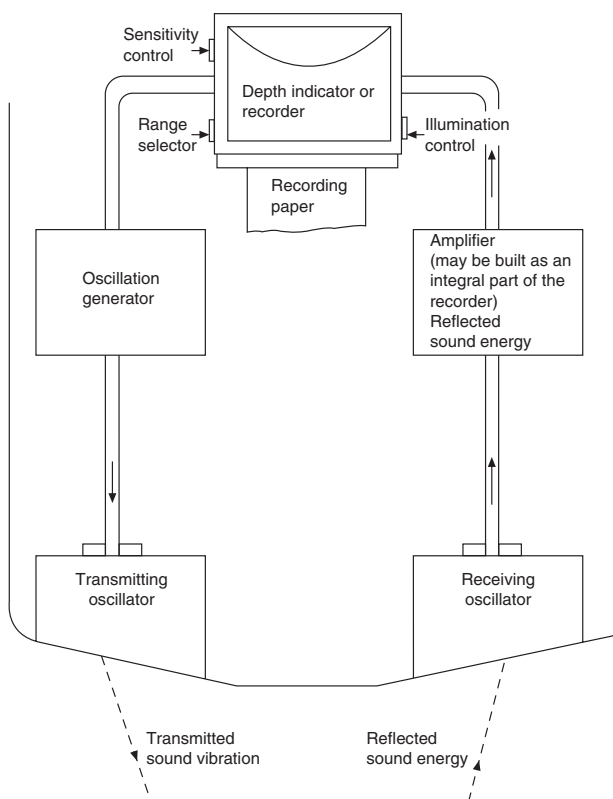 Sensitivity
control
Depth indicator or
recorder
Range
selector
Illumination
control
Recording
paper
Oscillation
generator
Amplifier
(may be built as an
integral part of the
recorder)
Reflected
sound energy
Transmitting
oscillator
Receiving
oscillator
Transmitted
sound vibration
Reflected
sound energy